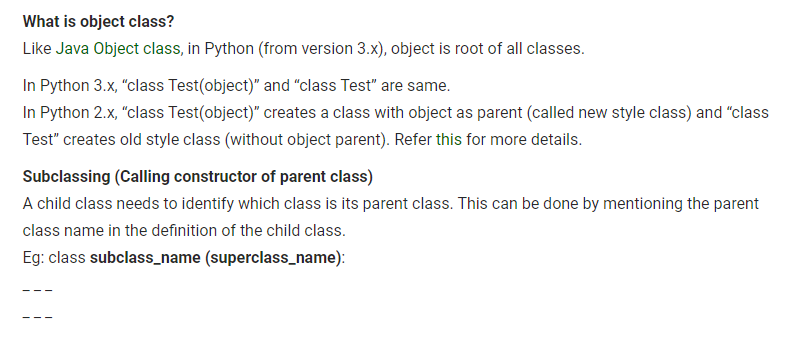 What is object class?
Like Java Object class, in Python (from version 3.x), object is root of all classes.
In Python 3.x, “class Test(object)” and “class Test” are same.
In Python 2.x, “class Test(object)” creates a class with object as parent (called new style class) and “class
Test” creates old style class (without object parent). Refer this for more details.
Subclassing (Calling constructor of parent class)
A child class needs to identify which class is its parent class. This can be done by mentioning the parent
class name in the definition of the child class.
Eg: class subclass_name (superclass_name):
_ _ _
_ _ _